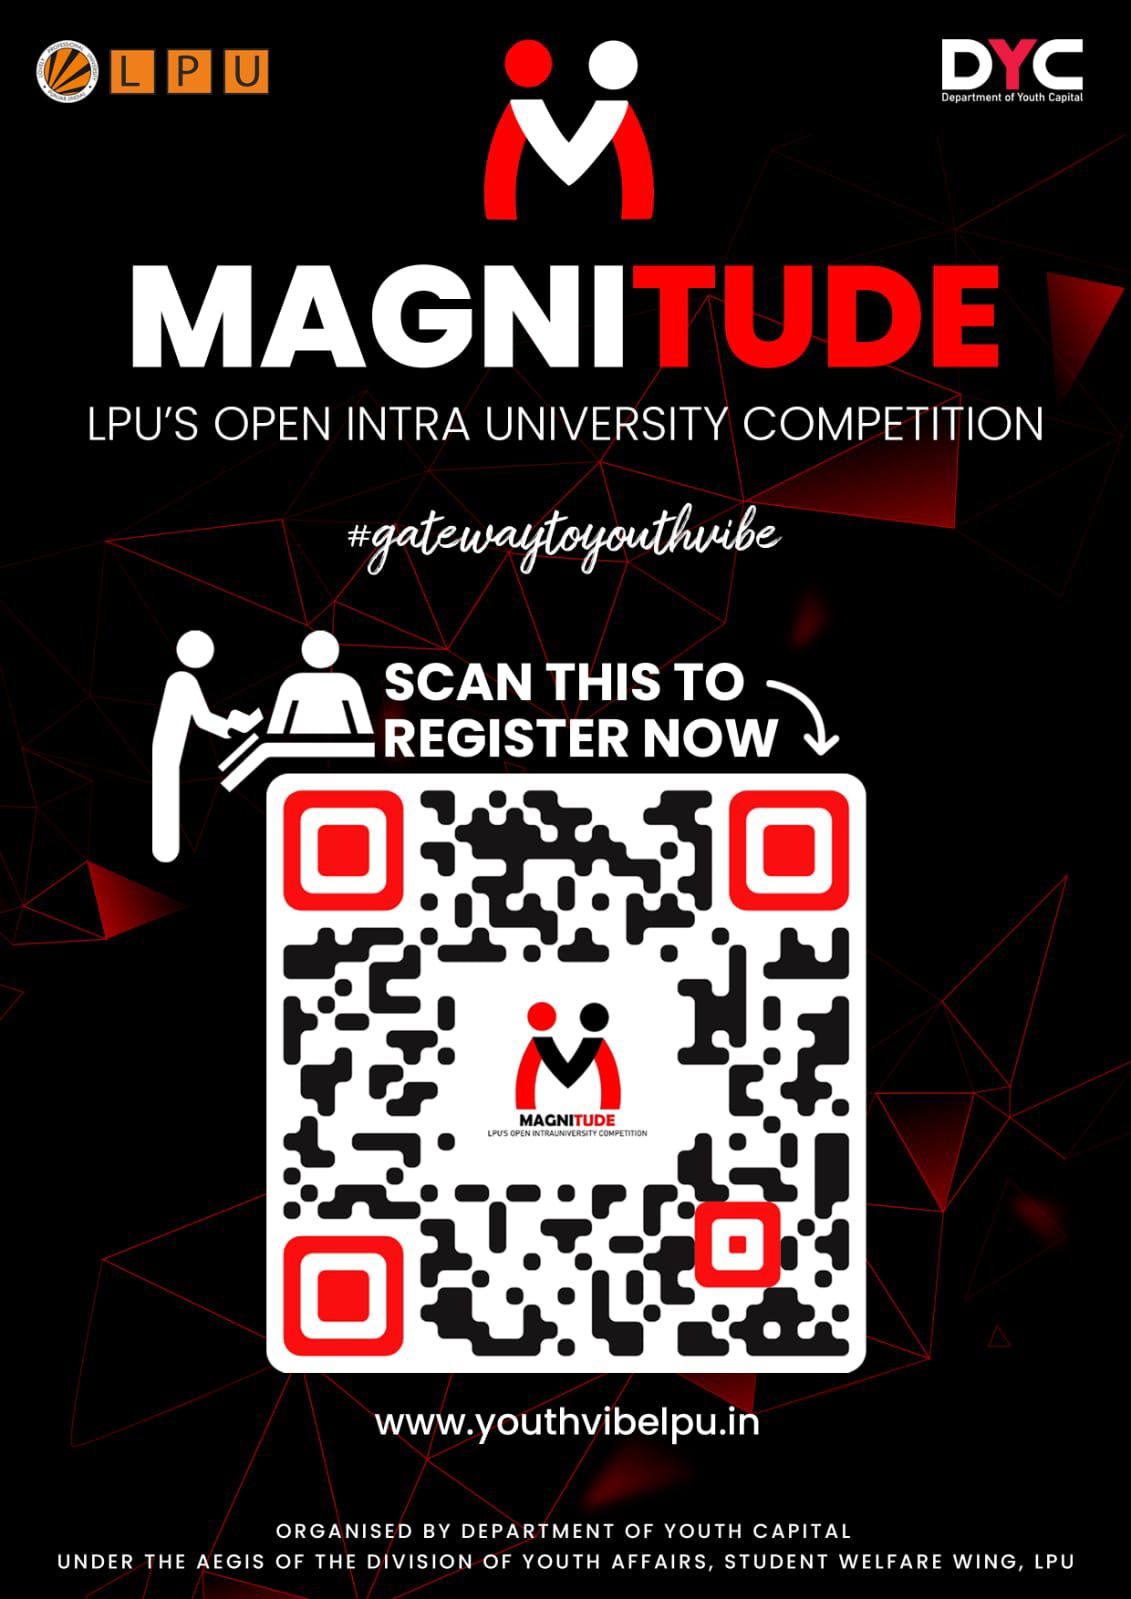 LPU
DYC
Department of Youth Capital
MAGNITUDE
LPU'S OPEN INTRA UNIVERSITY COMPETITION
#gatewaytoyouthvibe
SCAN THIS TO
REGISTER NOW
MAGNITUDE
LPU'S OPEN INTRAUNIVERSITY COMPETITION
www.youthvibelpu.in
ORGANISED BY DEPARTMENT OF YOUTH CAPITAL
UNDER THE AEGIS OF THE DIVISION OF YOUTH AFFAIRS, STUDENT WELFARE WING, LPU